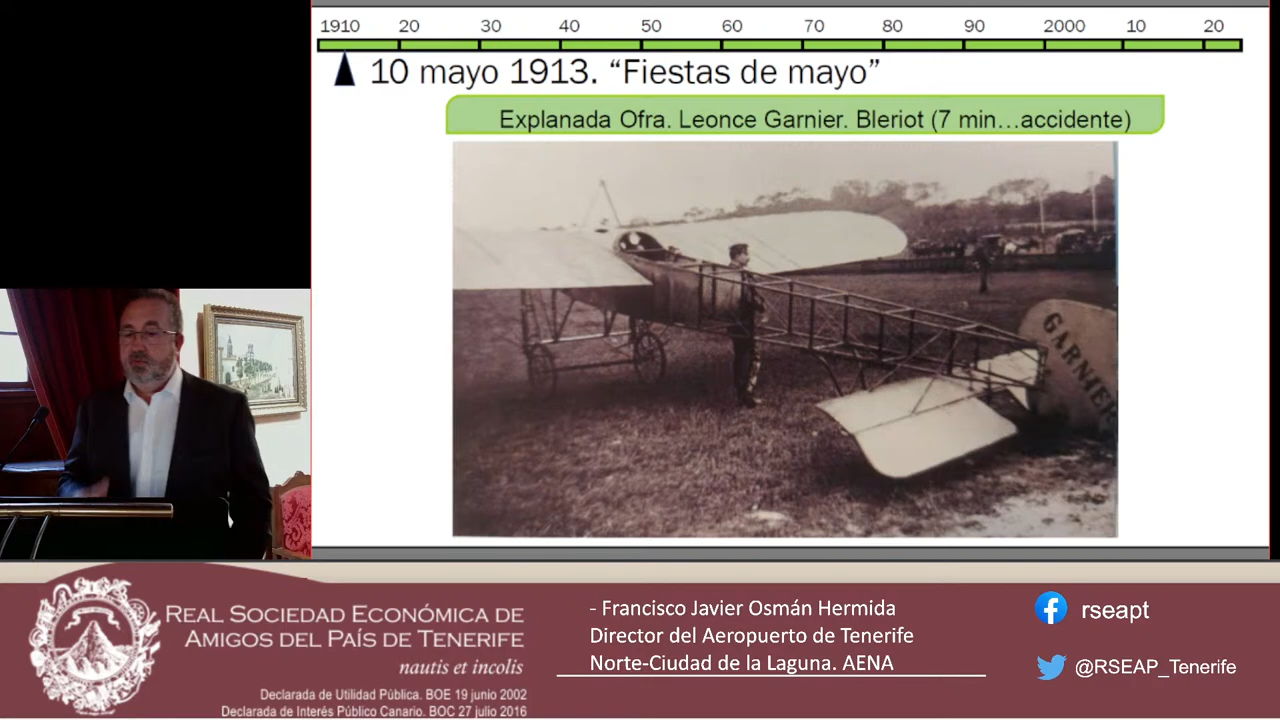 1910 20 30 40 50 60 70 80 90 2000 10 20
10 mayo 1913. “Fiestas de mayo”
Explanada Ofra. Leonce Garnier. Bleriot (7 min...accidente)
GARNIER
REAL SOCIEDAD ECONÓMICA DE
AMIGOS DEL PAÍS DE TENERIFE
nautis et incolis
Declarada de Utilidad Pública. BOE 19 junio 2002
Declarada de Interés Público Canario. BOC 27 julio 2016
- Francisco Javier Osmán Hermida
Director del Aeropuerto de Tenerife
Norte-Ciudad de la Laguna. AENA
rseapt
@RSEAP_Tenerife